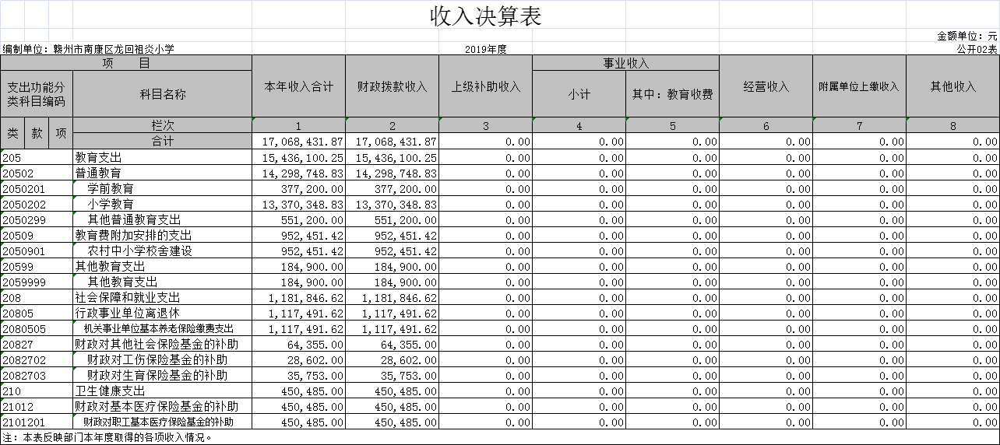 收入决算表
金额单位：元
编制单位：赣州市南康区龙回祖炎小学 2019年度 公开02表
项 目 本年收入合计 财政拨款收入 上级补助收入 事业收入 经营收入 附属单位上缴收入 其他收入
支出功能分类科目编码 科目名称 小计 其中：教育收费
类 款 项 栏次 1 2 3 4 5 6 7 8
合计 17,068,431.87 17,068,431.87 0.00 0.00 0.00 0.00 0.00 0.00
205 教育支出 15,436,100.25 15,436,100.25 0.00 0.00 0.00 0.00 0.00 0.00
20502 普通教育 14,298,748.83 14,298,748.83 0.00 0.00 0.00 0.00 0.00 0.00
2050201 学前教育 377,200.00 377,200.00 0.00 0.00 0.00 0.00 0.00 0.00
2050202 小学教育 13,370,348.83 13,370,348.83 0.00 0.00 0.00 0.00 0.00 0.00
2050299 其他普通教育支出 551,200.00 551,200.00 0.00 0.00 0.00 0.00 0.00 0.00
20509 教育费附加安排的支出 952,451.42 952,451.42 0.00 0.00 0.00 0.00 0.00 0.00
2050901 农村中小学校舍建设 952,451.42 952,451.42 0.00 0.00 0.00 0.00 0.00 0.00
20599 其他教育支出 184,900.00 184,900.00 0.00 0.00 0.00 0.00 0.00 0.00
2059999 其他教育支出 184,900.00 184,900.00 0.00 0.00 0.00 0.00 0.00 0.00
208 社会保障和就业支出 1,181,846.62 1,181,846.62 0.00 0.00 0.00 0.00 0.00 0.00
20805 行政事业单位离退休 1,117,491.62 1,117,491.62 0.00 0.00 0.00 0.00 0.00 0.00
2080505 机关事业单位基本养老保险缴费支出 1,117,491.62 1,117,491.62 0.00 0.00 0.00 0.00 0.00 0.00
20827 财政对其他社会保险基金的补助 64,355.00 64,355.00 0.00 0.00 0.00 0.00 0.00 0.00
2082702 财政对工伤保险基金的补助 28,602.00 28,602.00 0.00 0.00 0.00 0.00 0.00 0.00
2082703 财政对生育保险基金的补助 35,753.00 35,753.00 0.00 0.00 0.00 0.00 0.00 0.00
210 卫生健康支出 450,485.00 450,485.00 0.00 0.00 0.00 0.00 0.00 0.00
21012 财政对基本医疗保险基金的补助 450,485.00 450,485.00 0.00 0.00 0.00 0.00 0.00 0.00
2101201 财政对职工基本医疗保险基金的补助 450,485.00 450,485.00 0.00 0.00 0.00 0.00 0.00 0.00
注：本表反映部门本年度取得的各项收入情况。